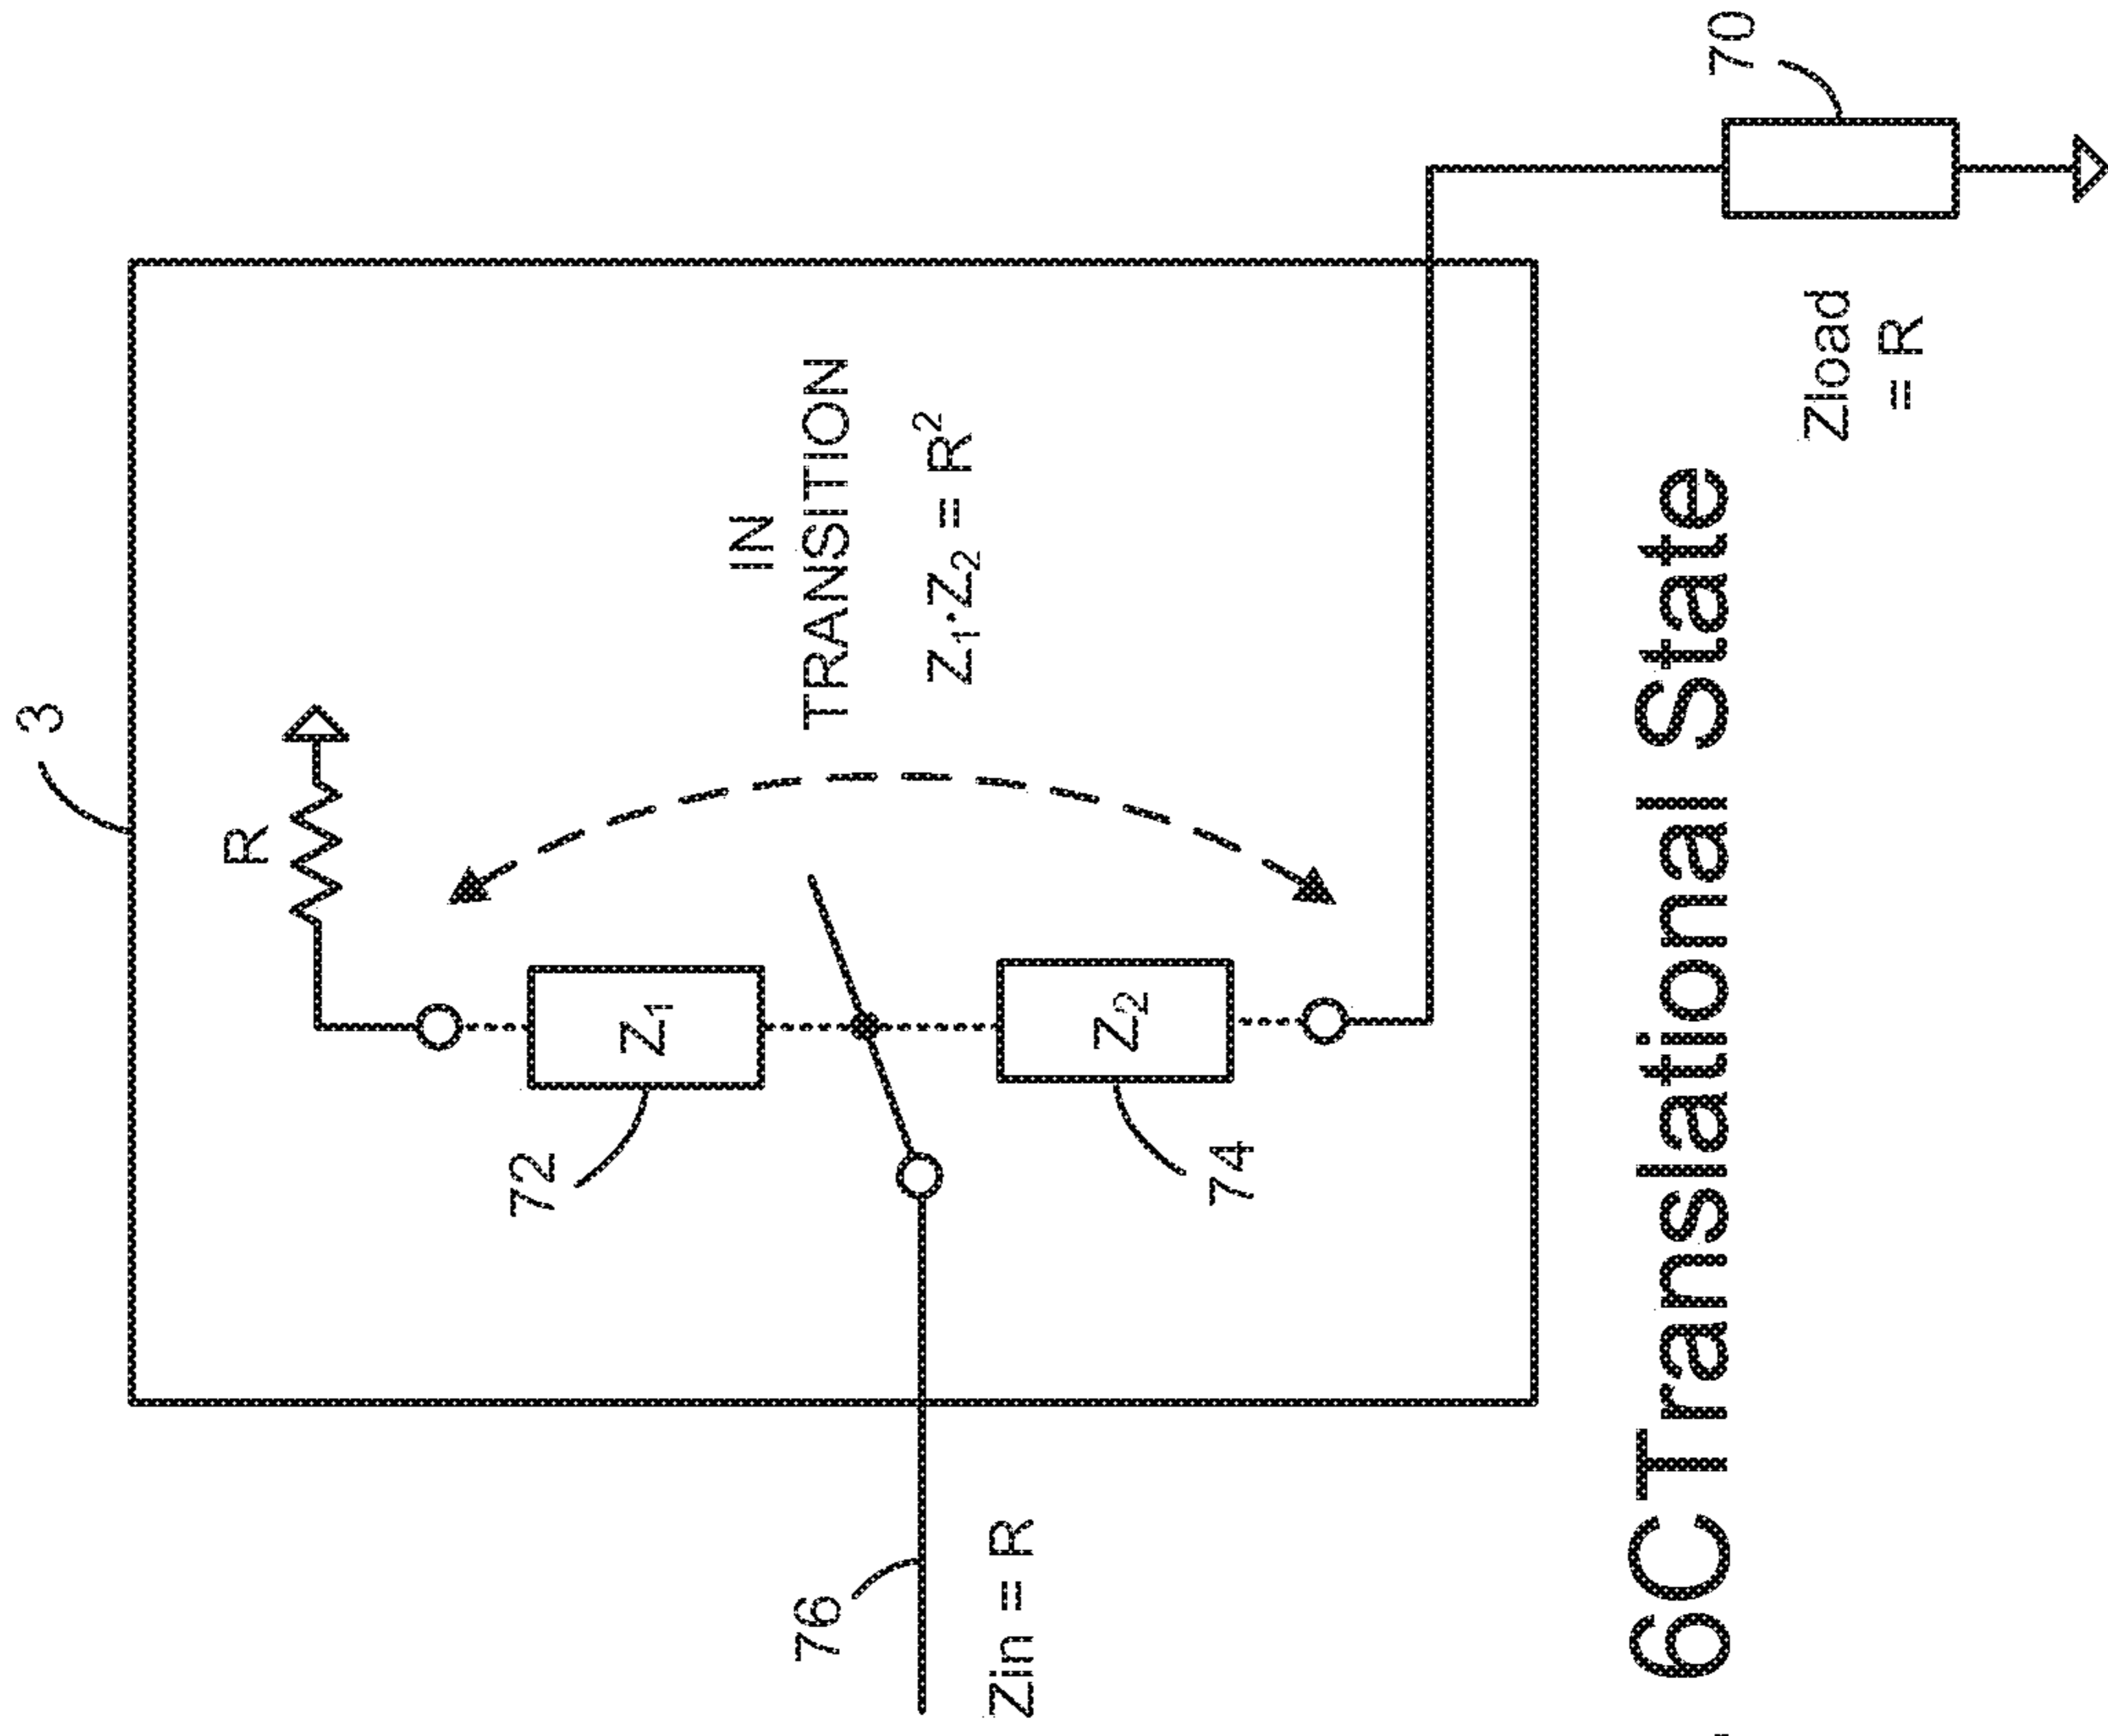 3
R
72
Z₁
IN
TRANSITION
Z₁·Z₂ = R²
76
Zin = R
74
Z₂
70
Zload
= R
6C Translational State